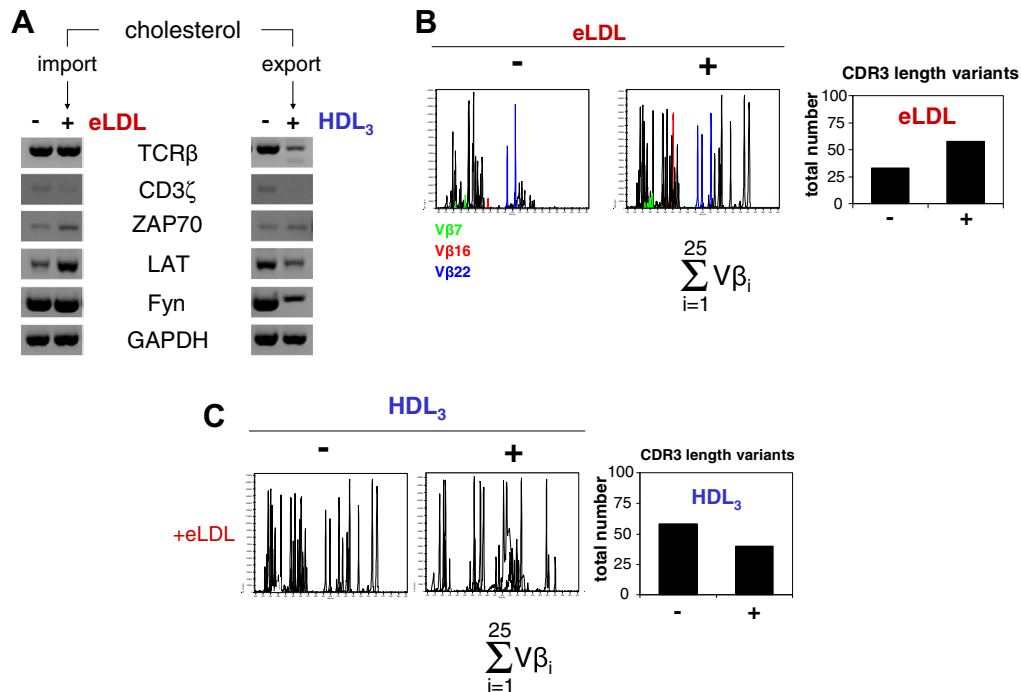 A
cholesterol
import
export
- + eLDL
- + HDL₃
TCRβ
CD3ζ
ZAP70
LAT
Fyn
GAPDH
B
eLDL
- +
Vβ7
Vβ16
Vβ22
25
∑ Vβᵢ
i=1
CDR3 length variants
total number
100
75
50
25
0
eLDL
- +
C
HDL₃
- +
+eLDL
25
∑ Vβᵢ
i=1
CDR3 length variants
total number
100
75
50
25
0
HDL₃
- +